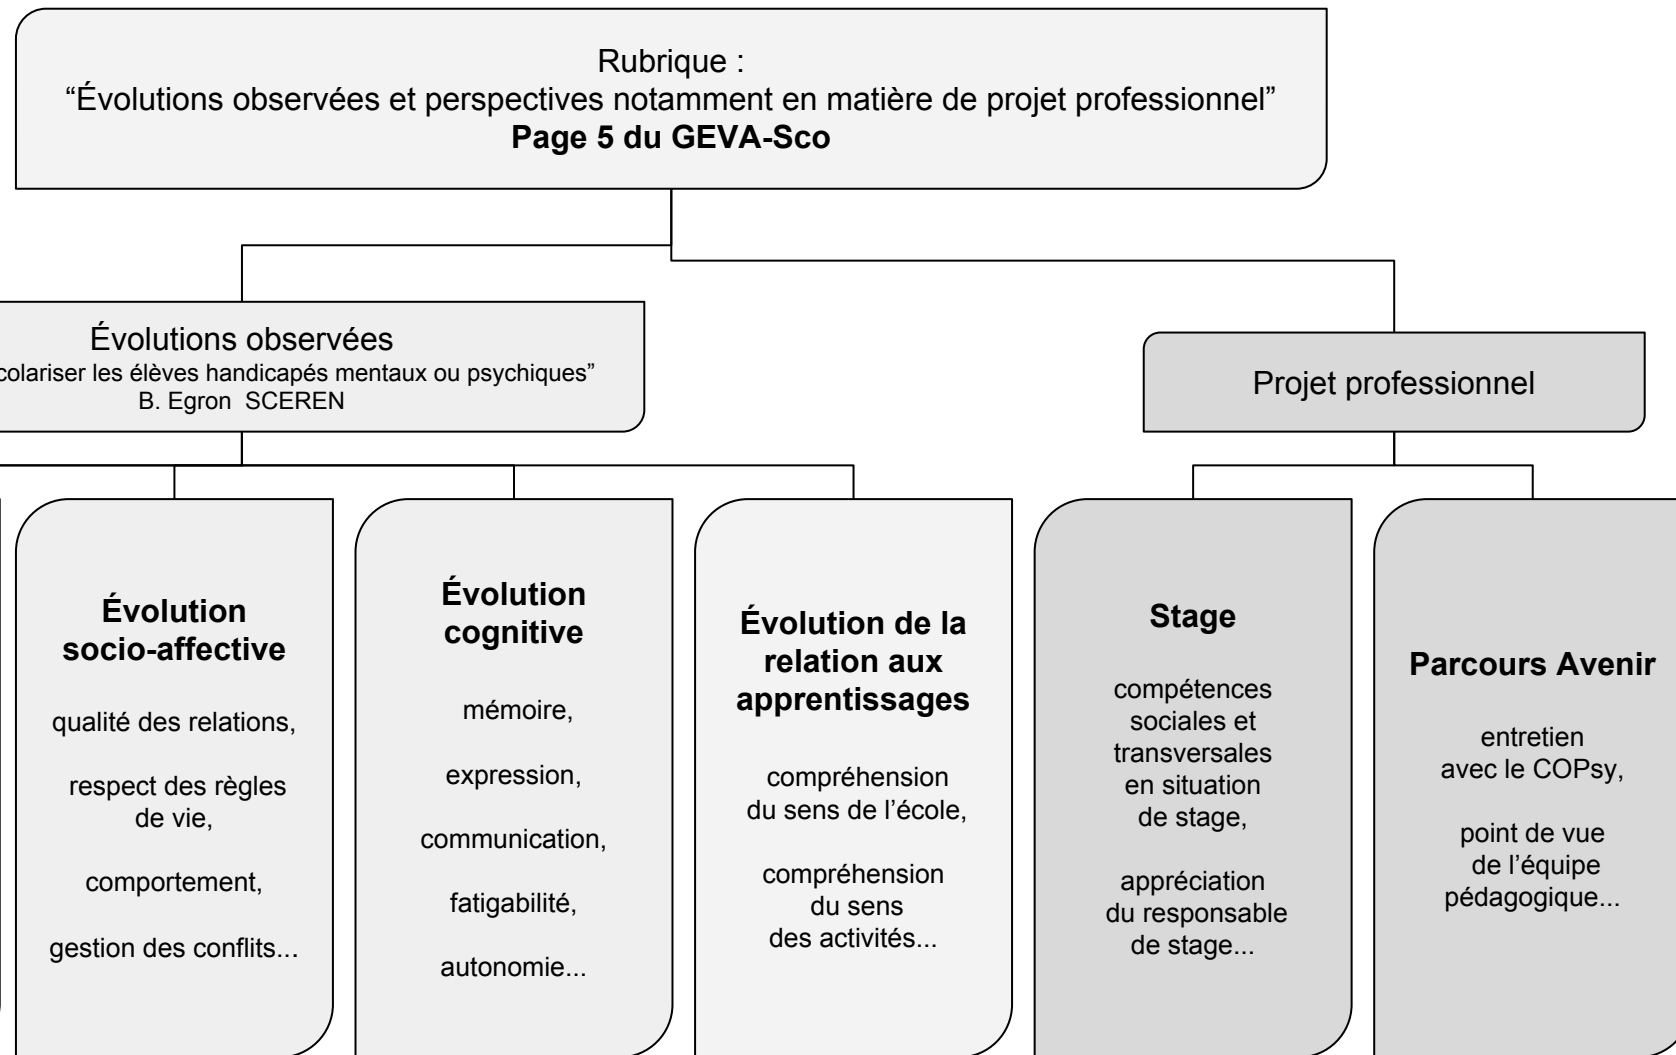 Rubrique :
“Évolutions observées et perspectives notamment en matière de projet professionnel”
Page 5 du GEVA-Sco
Évolutions observées
colariser les élèves handicapés mentaux ou psychiques”
B. Egron SCEREN
Projet professionnel
Évolution
socio-affective
qualité des relations,
respect des règles
de vie,
comportement,
gestion des conflits...
Évolution
cognitive
mémoire,
expression,
communication,
fatigabilité,
autonomie...
Évolution de la
relation aux
apprentissages
compréhension
du sens de l’école,
compréhension
du sens
des activités...
Stage
compétences
sociales et
transversales
en situation
de stage,
appréciation
du responsable
de stage...
Parcours Avenir
entretien
avec le COPsy,
point de vue
de l’équipe
pédagogique...